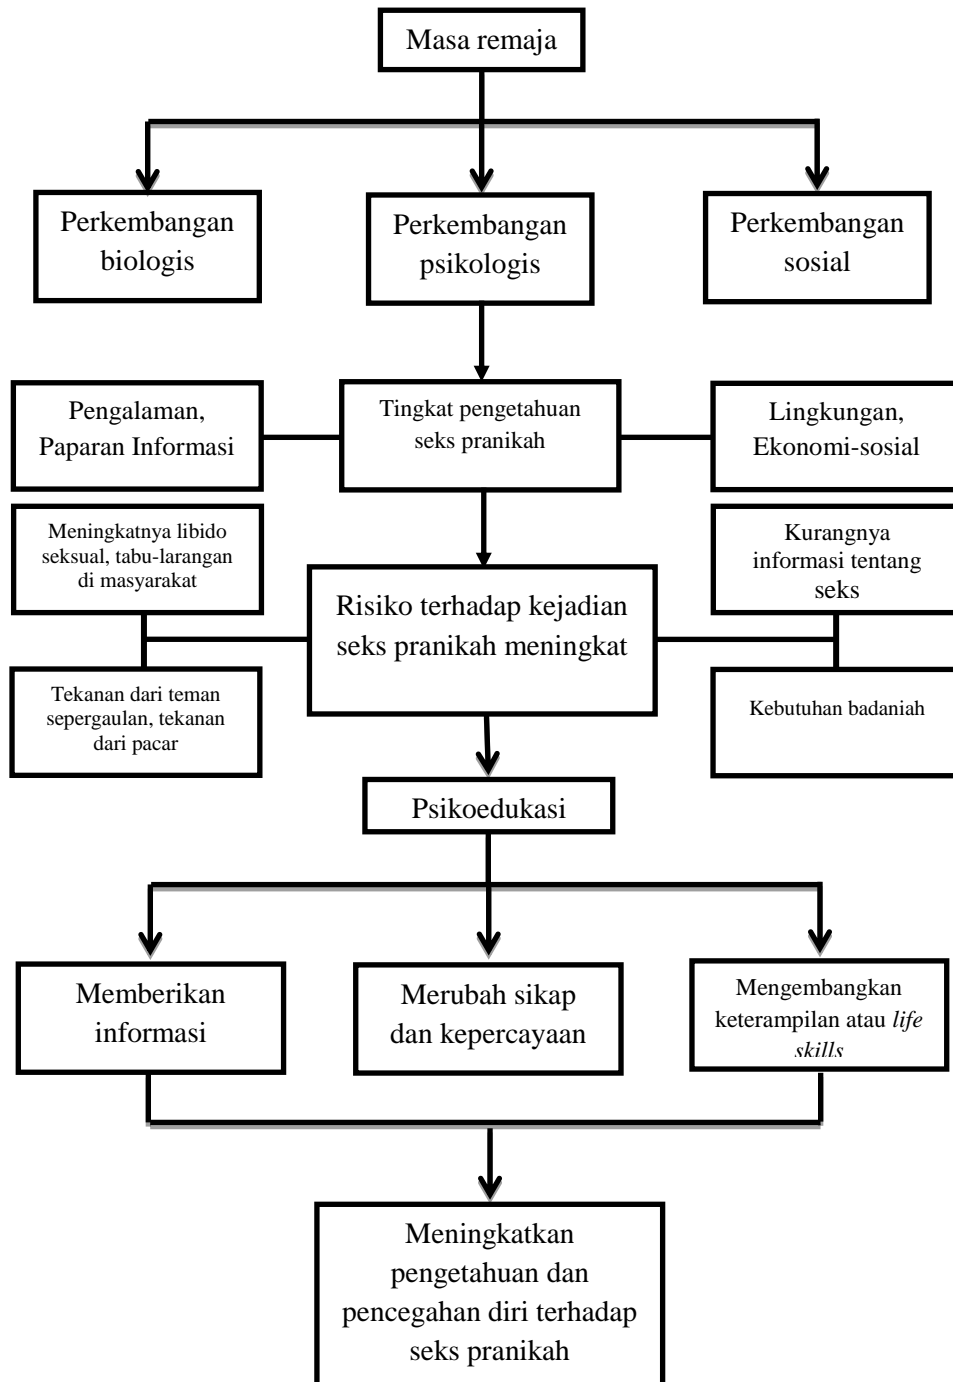 Masa remaja
Perkembangan
biologis
Perkembangan
psikologis
Perkembangan
sosial
Pengalaman,
Paparan Informasi
Tingkat pengetahuan
seks pranikah
Lingkungan,
Ekonomi-sosial
Meningkatnya libido
seksual, tabu-larangan
di masyarakat
Kurangnya
informasi tentang
seks
Risiko terhadap kejadian
seks pranikah meningkat
Tekanan dari teman
sepergaulan, tekanan
dari pacar
Kebutuhan badaniah
Psikoedukasi
Memberikan
informasi
Merubah sikap
dan kepercayaan
Mengembangkan
keterampilan atau life
skills
Meningkatkan
pengetahuan dan
pencegahan diri terhadap
seks pranikah